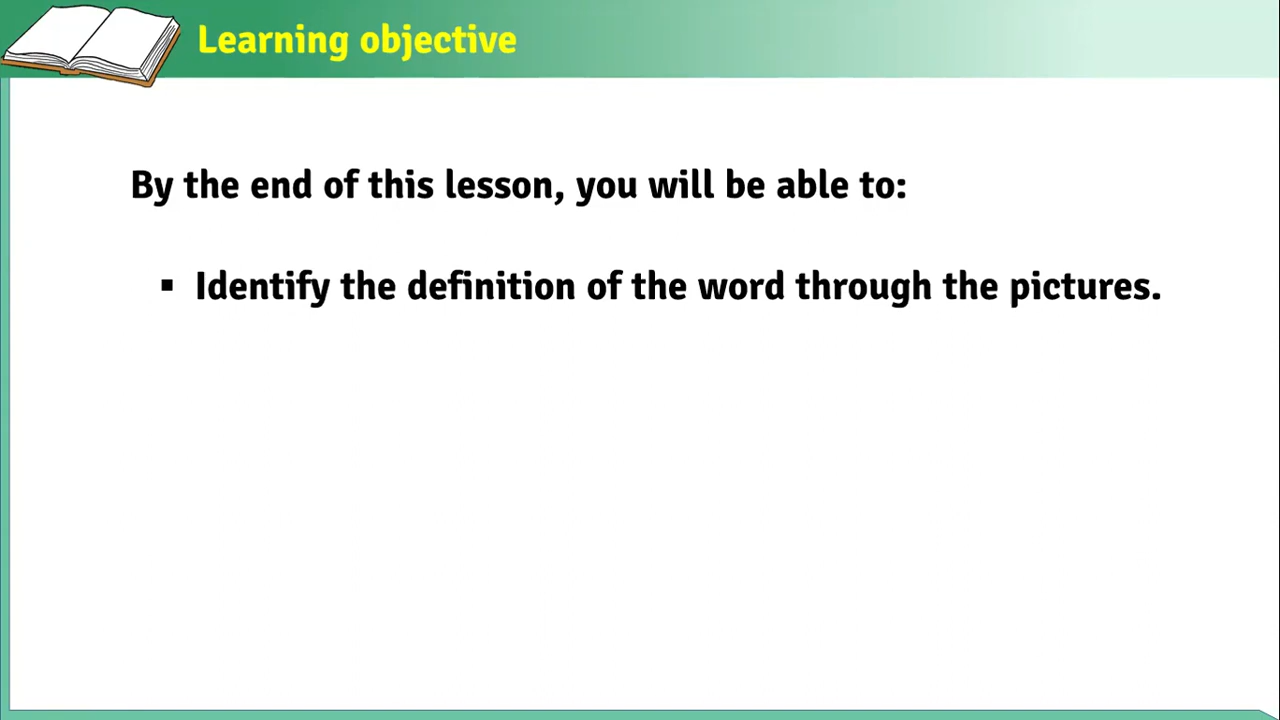 Learning objective
By the end of this lesson, you will be able to:
▪ Identify the definition of the word through the pictures.